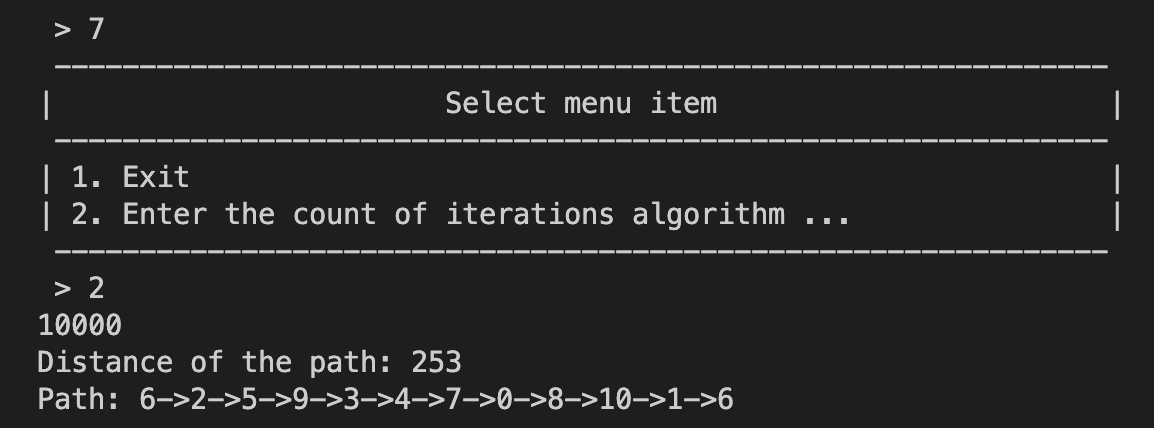 > 7
--------------------------------------------------------------
| Select menu item |
--------------------------------------------------------------
| 1. Exit |
| 2. Enter the count of iterations algorithm ... |
--------------------------------------------------------------
> 2
10000
Distance of the path: 253
Path: 6->2->5->9->3->4->7->0->8->10->1->6